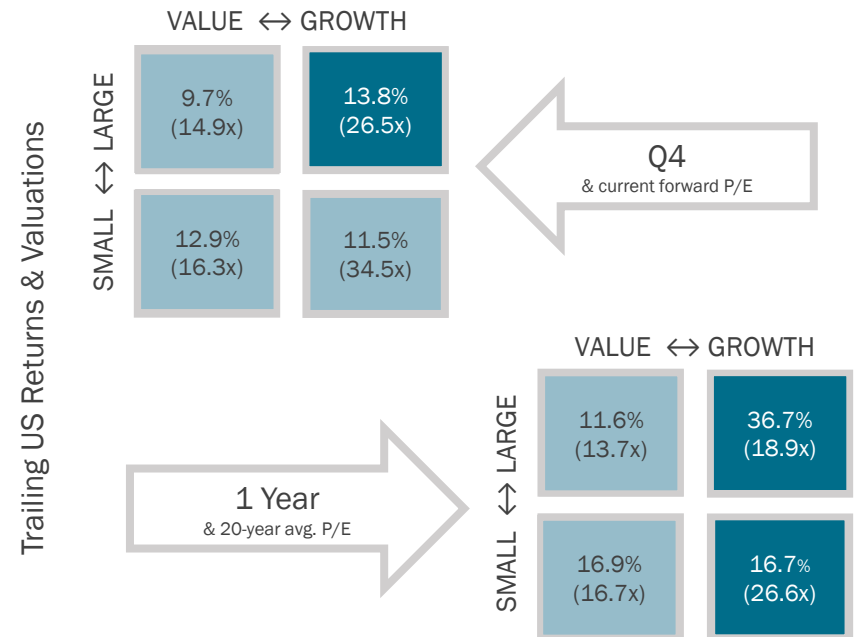 Trailing US Returns & Valuations
VALUE ↔ GROWTH
SMALL ↔ LARGE
9.7%
(14.9x)
13.8%
(26.5x)
12.9%
(16.3x)
11.5%
(34.5x)
Q4
& current forward P/E
1 Year
& 20-year avg. P/E
VALUE ↔ GROWTH
SMALL ↔ LARGE
11.6%
(13.7x)
36.7%
(18.9x)
16.9%
(16.7x)
16.7%
(26.6x)